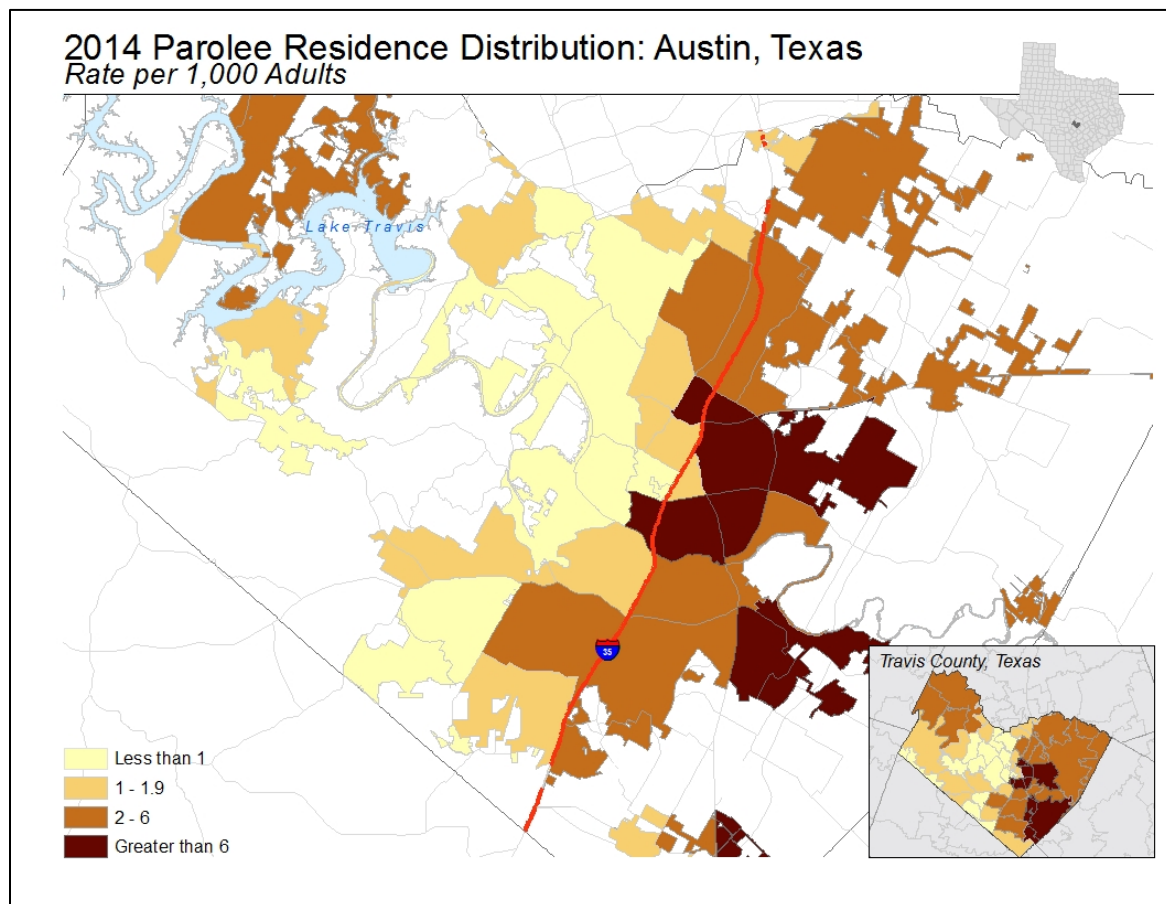 2014 Parolee Residence Distribution: Austin, Texas
Rate per 1,000 Adults
Lake Travis
35
Travis County, Texas
Less than 1
1 - 1.9
2 - 6
Greater than 6